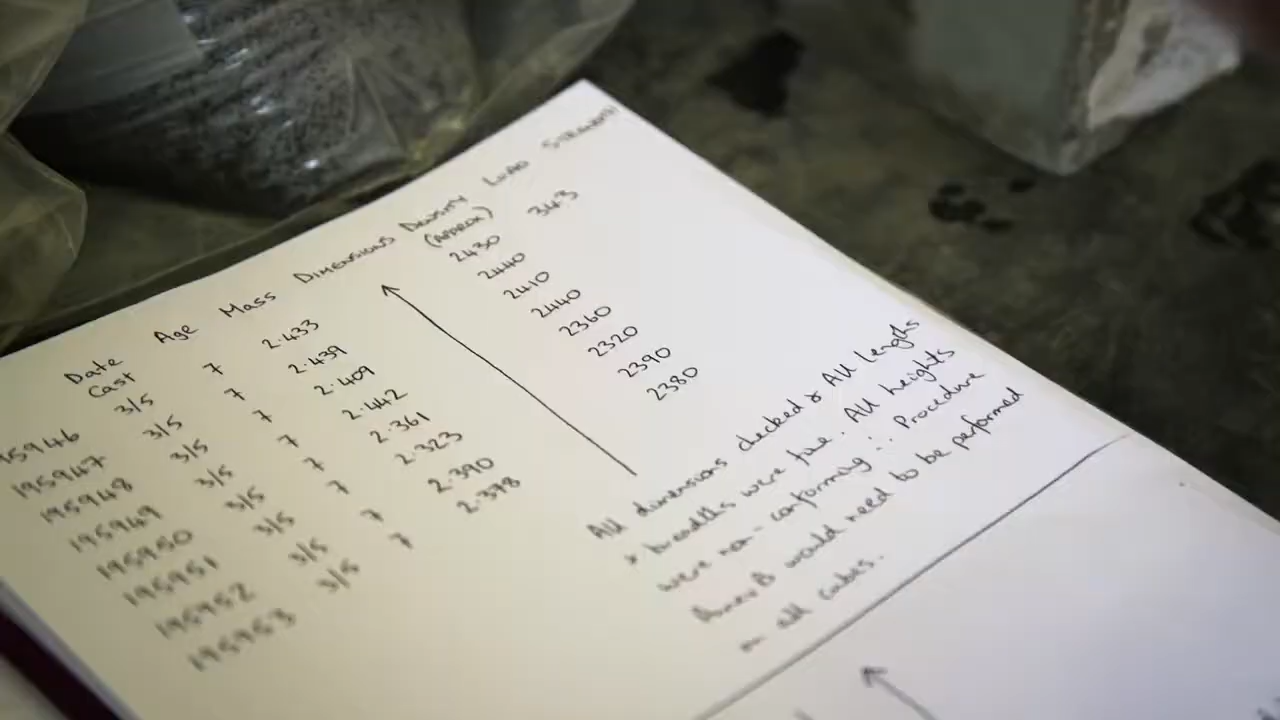 Date Cast Age Mass DIMENSIONS DENSITY (APPROX) LOAD STRENGTH
195946 3/5 7 2.433 2430 343
195947 3/5 7 2.439 2440
195948 3/5 7 2.409 2410
195949 3/5 7 2.442 2440
195950 3/5 7 2.361 2360
195951 3/5 7 2.323 2320
195952 3/5 7 2.390 2390
195953 3/5 7 2.378 2380
All dimensions checked & All lengths
& breadths were fine. All heights
were non-conforming ∴ Procedure
Annex B would need to be performed
on all cubes.